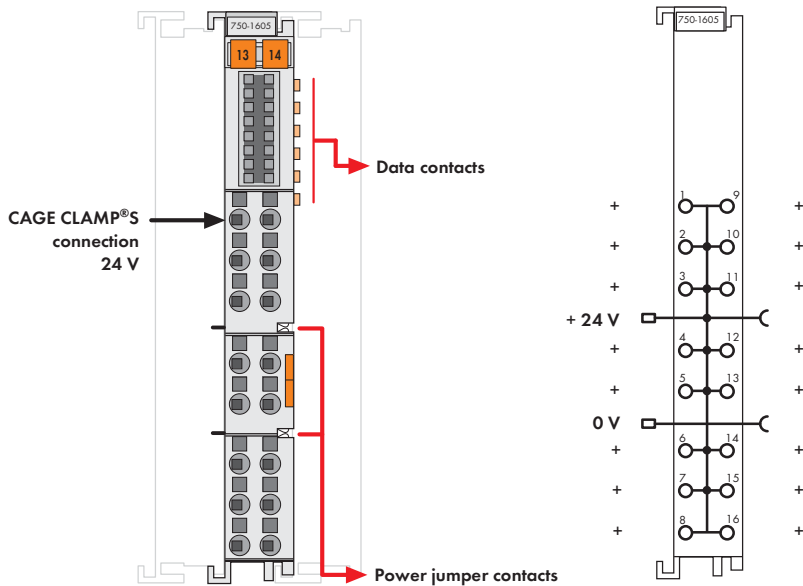 750-1605
750-1605
13 14
Data contacts
CAGE CLAMP®S
connection
24 V
Power jumper contacts
+ 1 9 +
+ 2 10 +
+ 3 11 +
+ 24 V
+ 4 12 +
+ 5 13 +
0 V
+ 6 14 +
+ 7 15 +
+ 8 16 +